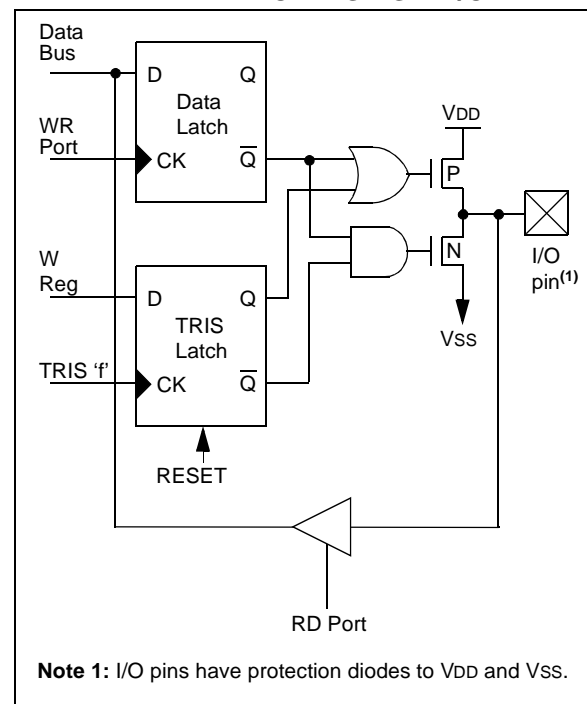 Data
Bus
D
Q
Data
Latch
WR
Port
CK
Q
VDD
P
N
I/O
pin(1)
VSS
W
Reg
D
Q
TRIS
Latch
TRIS 'f'
CK
Q
RESET
RD Port
Note 1: I/O pins have protection diodes to VDD and VSS.